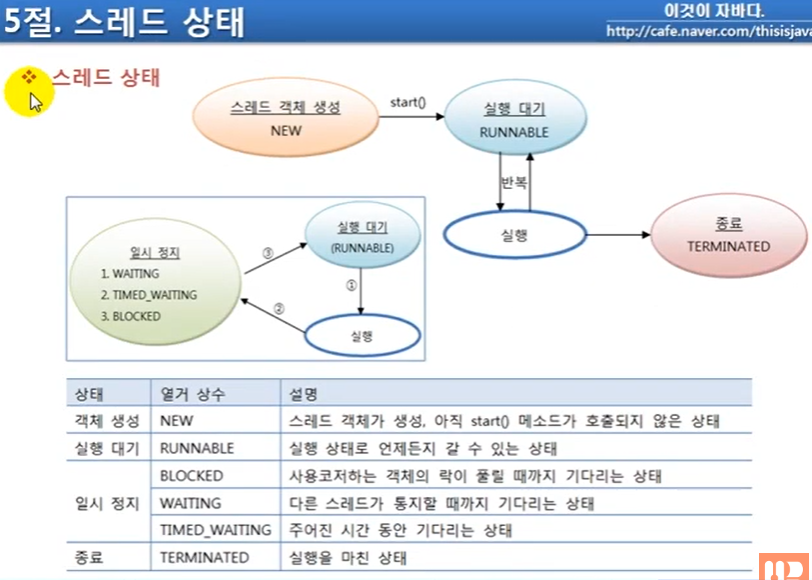 5절. 스레드 상태
이것이 자바다.
http://cafe.naver.com/thisisjava
스레드 상태
스레드 객체 생성
NEW
start()
실행 대기
RUNNABLE
반복
실행
종료
TERMINATED
일시 정지
1. WAITING
2. TIMED_WAITING
3. BLOCKED
③
실행 대기
(RUNNABLE)
①
②
실행
상태 열거 상수 설명
객체 생성 NEW 스레드 객체가 생성, 아직 start() 메소드가 호출되지 않은 상태
실행 대기 RUNNABLE 실행 상태로 언제든지 갈 수 있는 상태
일시 정지 BLOCKED 사용코저하는 객체의 락이 풀릴 때까지 기다리는 상태
WAITING 다른 스레드가 통지할 때까지 기다리는 상태
TIMED_WAITING 주어진 시간 동안 기다리는 상태
종료 TERMINATED 실행을 마친 상태